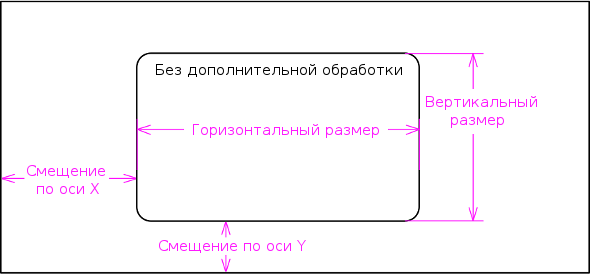 Без дополнительной обработки
Вертикальный
размер
Горизонтальный размер
Смещение
по оси X
Смещение по оси Y